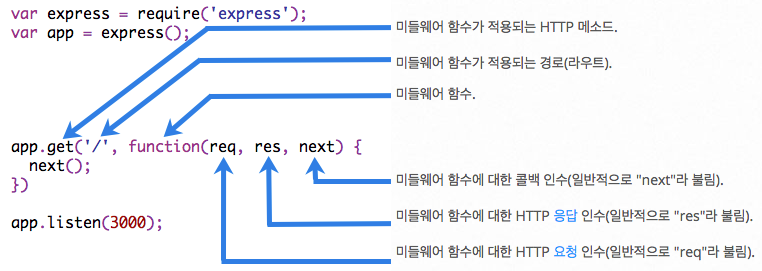 var express = require('express');
var app = express();
미들웨어 함수가 적용되는 HTTP 메소드.
미들웨어 함수가 적용되는 경로(라우트).
미들웨어 함수.
app.get('/', function(req, res, next) {
next();
})
app.listen(3000);
미들웨어 함수에 대한 콜백 인수(일반적으로 "next"라 불림).
미들웨어 함수에 대한 HTTP 응답 인수(일반적으로 "res"라 불림).
미들웨어 함수에 대한 HTTP 요청 인수(일반적으로 "req"라 불림).